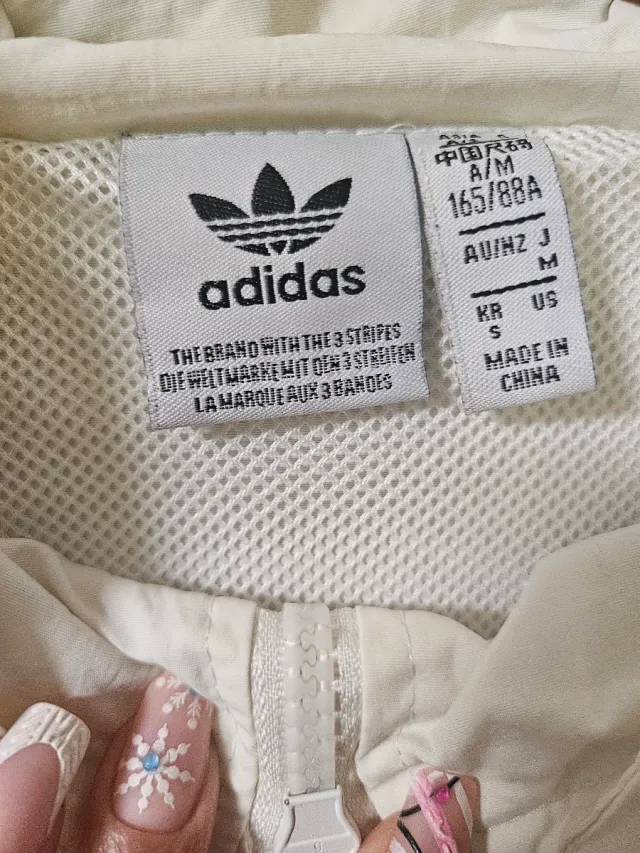 adidas
THE BRAND WITH THE 3 STRIPES
DIE WELTMARKE MIT DEN 3 STREIFEN
LA MARQUE AUX 3 BANDES
中国尺码
A/M
165/88A
AU/NZ
J
M
KR
S
US
MADE IN
CHINA